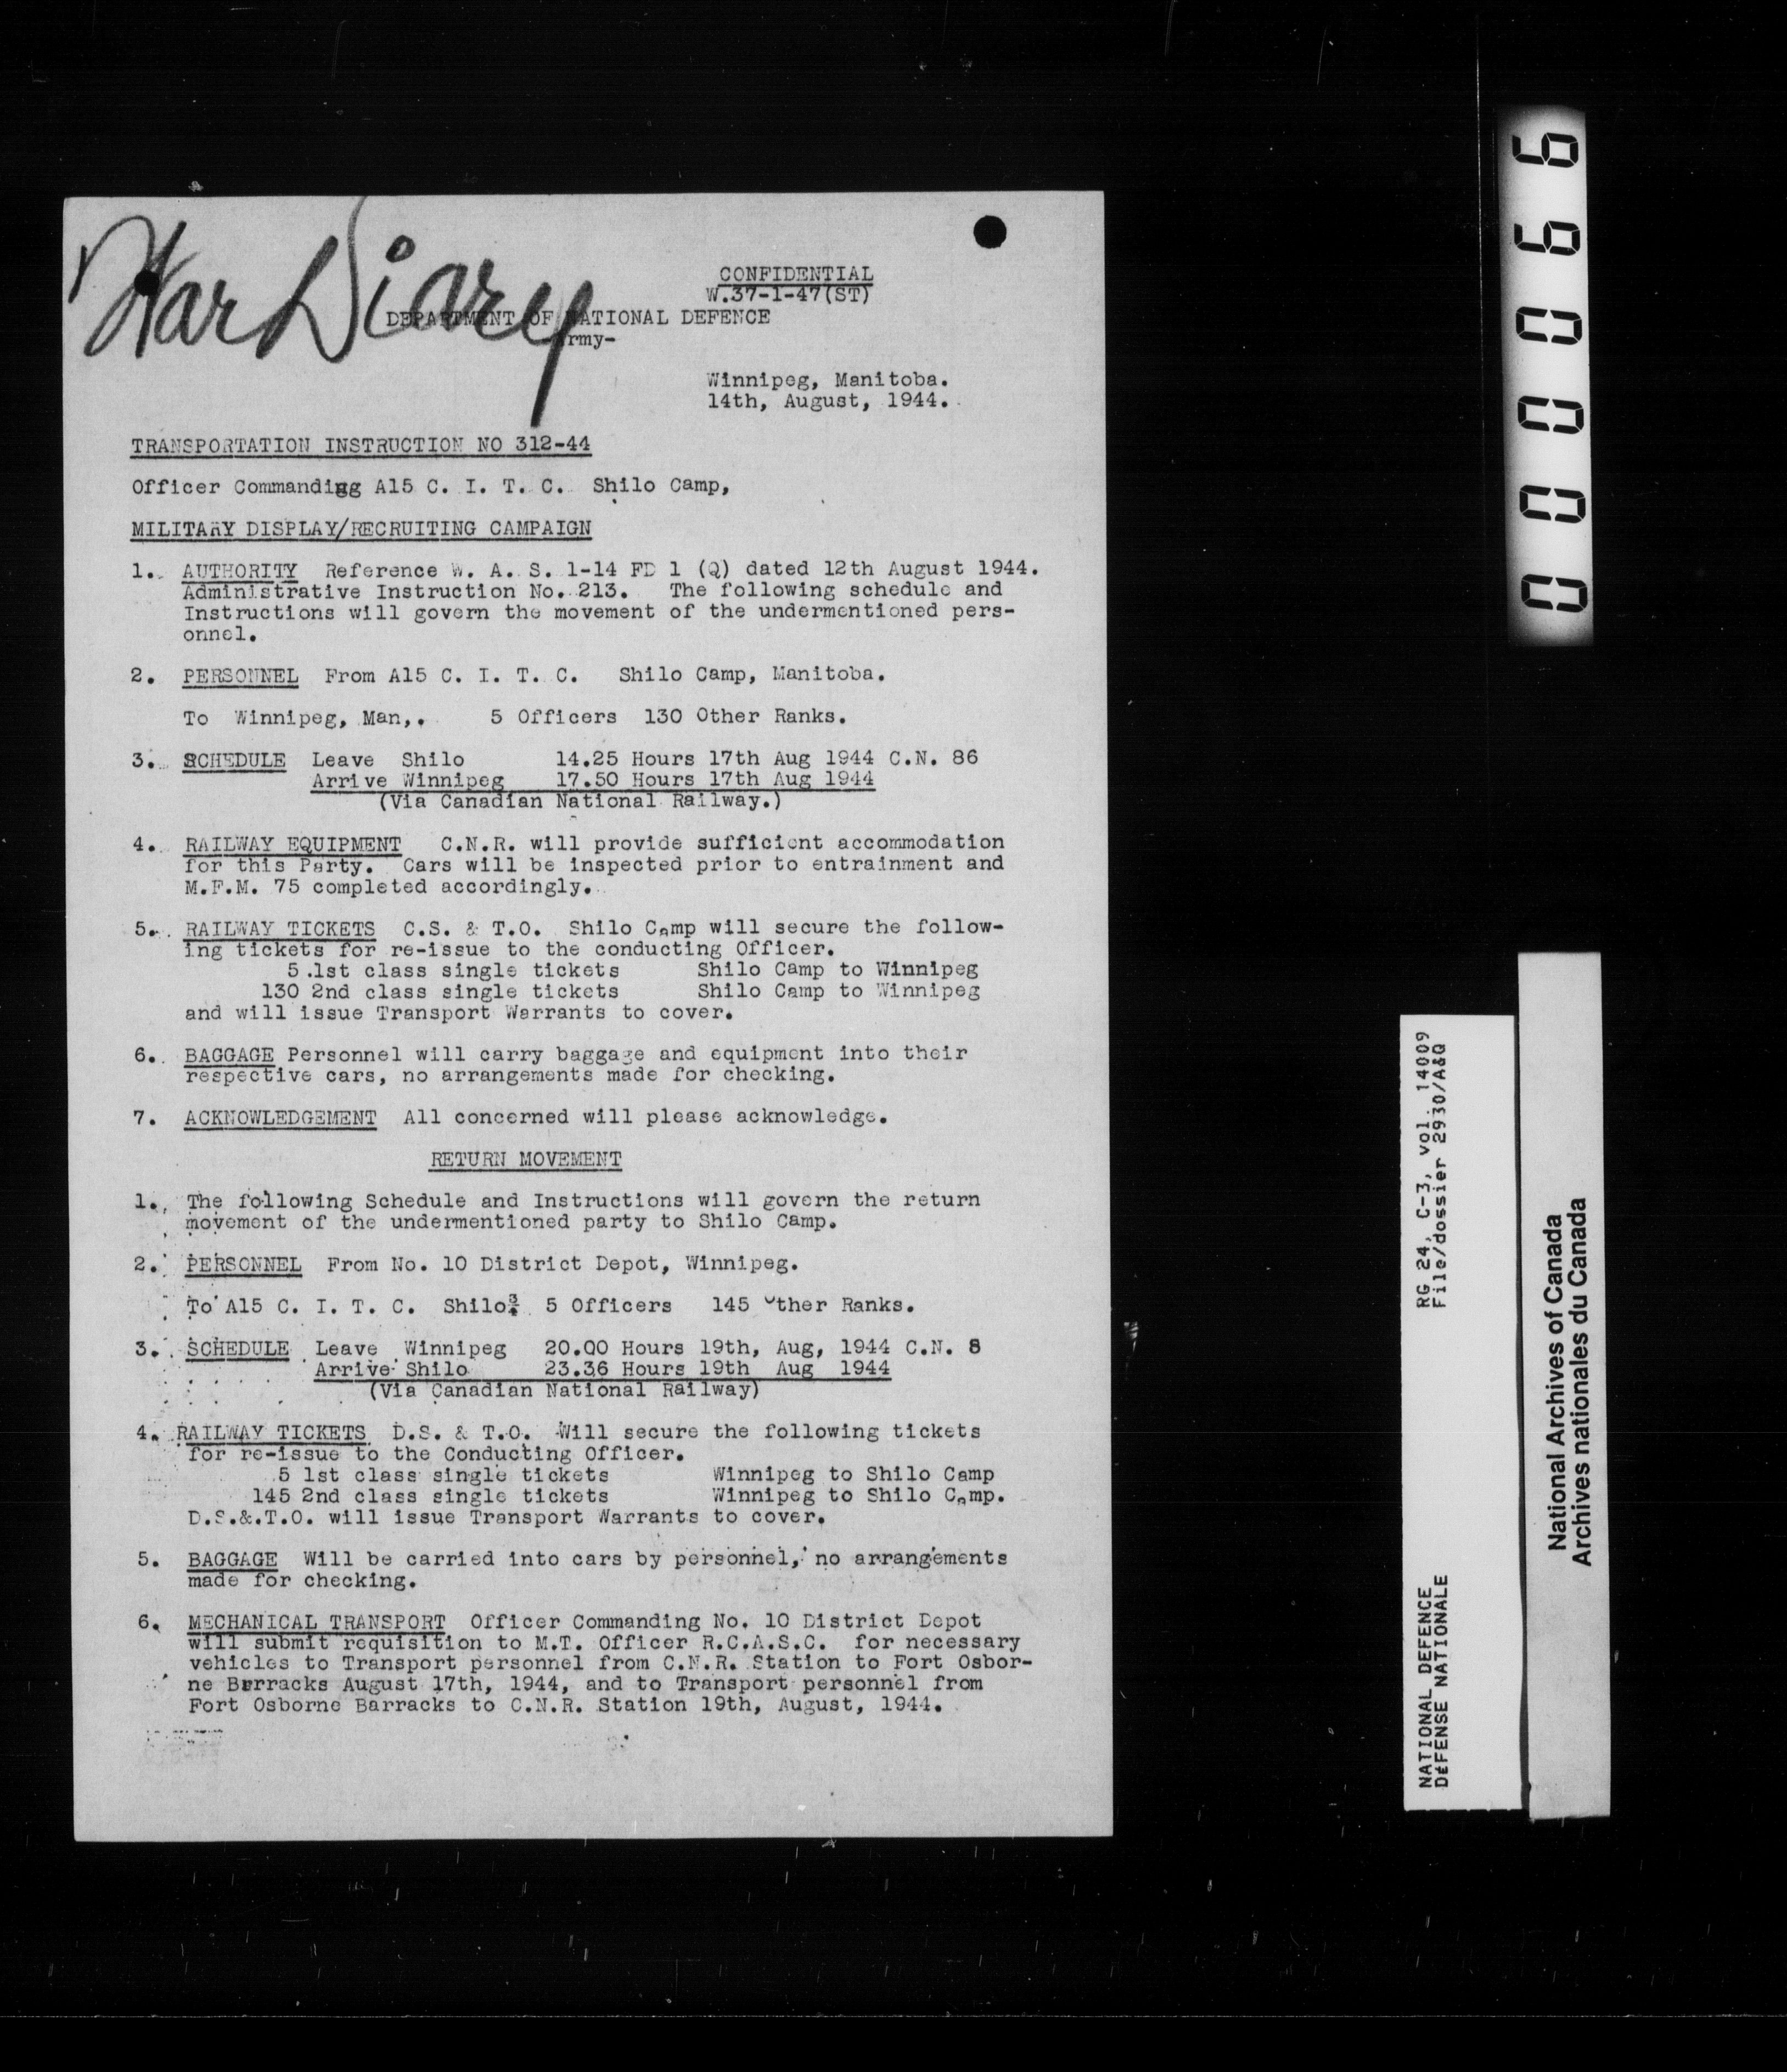 War Diary
CONFIDENTIAL
W.37-1-47(ST)
DEPARTMENT OF NATIONAL DEFENCE
rmy-
Winnipeg, Manitoba.
14th, August, 1944.
TRANSPORTATION INSTRUCTION NO 312-44
Officer Commanding A15 C. I. T. C. Shilo Camp,
MILITARY DISPLAY/RECRUITING CAMPAIGN
1. AUTHORITY Reference W. A. S. 1-14 FD 1 (Q) dated 12th August 1944.
Administrative Instruction No. 213. The following schedule and
Instructions will govern the movement of the undermentioned pers-
onnel.
2. PERSONNEL From A15 C. I. T. C. Shilo Camp, Manitoba.
To Winnipeg, Man,. 5 Officers 130 Other Ranks.
3. SCHEDULE Leave Shilo 14.25 Hours 17th Aug 1944 C.N. 86
Arrive Winnipeg 17.50 Hours 17th Aug 1944
(Via Canadian National Railway.)
4. RAILWAY EQUIPMENT C.N.R. will provide sufficient accommodation
for this Party. Cars will be inspected prior to entrainment and
M.F.M. 75 completed accordingly.
5. RAILWAY TICKETS C.S. & T.O. Shilo Camp will secure the follow-
ing tickets for re-issue to the conducting Officer.
5 .1st class single tickets Shilo Camp to Winnipeg
130 2nd class single tickets Shilo Camp to Winnipeg
and will issue Transport Warrants to cover.
6. BAGGAGE Personnel will carry baggage and equipment into their
respective cars, no arrangements made for checking.
7. ACKNOWLEDGEMENT All concerned will please acknowledge.
RETURN MOVEMENT
1. The following Schedule and Instructions will govern the return
movement of the undermentioned party to Shilo Camp.
2. PERSONNEL From No. 10 District Depot, Winnipeg.
To A15 C. I. T. C. Shilo 5 Officers 145 Other Ranks.
3. SCHEDULE Leave Winnipeg 20.00 Hours 19th, Aug, 1944 C.N. 8
Arrive Shilo 23.36 Hours 19th Aug 1944
(Via Canadian National Railway)
4. RAILWAY TICKETS D.S. & T.O. Will secure the following tickets
for re-issue to the Conducting Officer.
5 1st class single tickets Winnipeg to Shilo Camp
145 2nd class single tickets Winnipeg to Shilo Camp.
D.S.&.T.O. will issue Transport Warrants to cover.
5. BAGGAGE Will be carried into cars by personnel, no arrangements
made for checking.
6. MECHANICAL TRANSPORT Officer Commanding No. 10 District Depot
will submit requisition to M.T. Officer R.C.A.S.C. for necessary
vehicles to Transport personnel from C.N.R. Station to Fort Osbor-
ne Barracks August 17th, 1944, and to Transport personnel from
Fort Osborne Barracks to C.N.R. Station 19th, August, 1944.
000066
NATIONAL DEFENCE RG 24, C-3, vol. 14009
DÉFENSE NATIONALE File/dossier 2930/A&Q
National Archives of Canada
Archives nationales du Canada